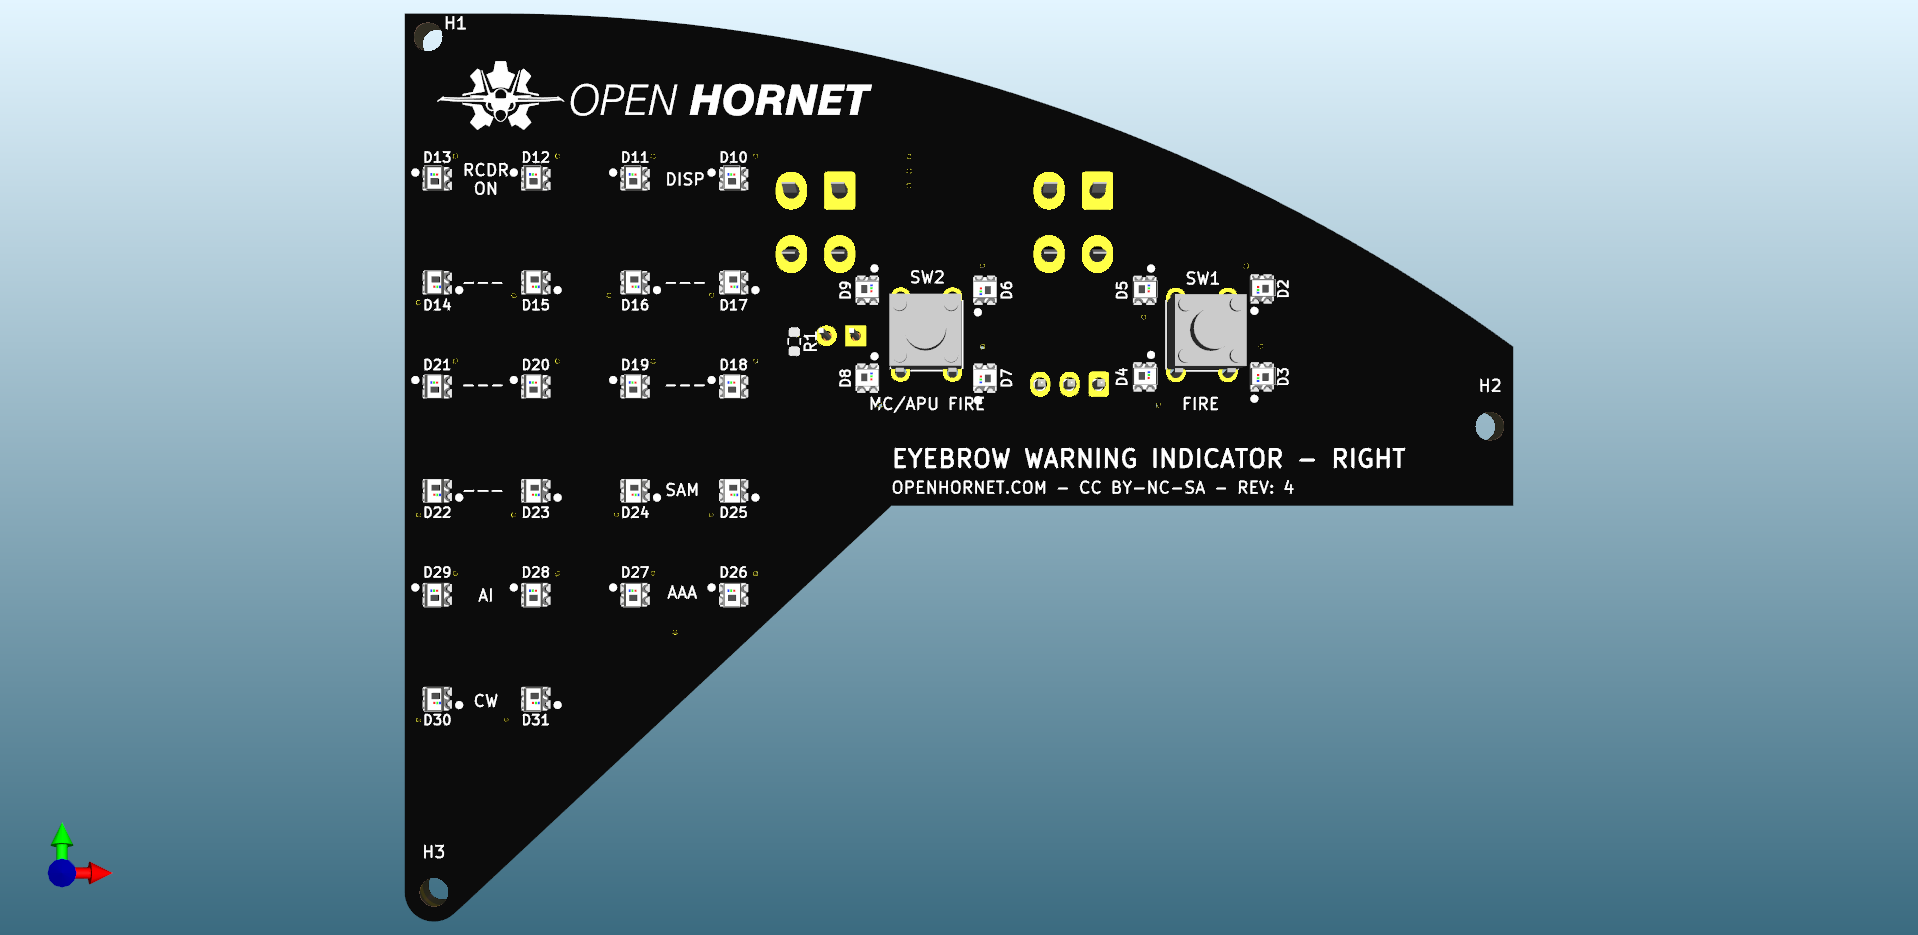 H1
OPEN HORNET
D13 D12 D11 D10
RCDR
ON
DISP
SW2 SW1
D9 D6 D5 D2
D14 --- D15 D16 --- D17
R1
D21 D20 D19 D18
--- ---
D8 D7 D4 D3
H2
MC/APU FIRE FIRE
EYEBROW WARNING INDICATOR - RIGHT
OPENHORNET.COM - CC BY-NC-SA - REV: 4
--- SAM
D22 D23 D24 D25
D29 D28 D27 D26
AI AAA
CW
D30 D31
H3